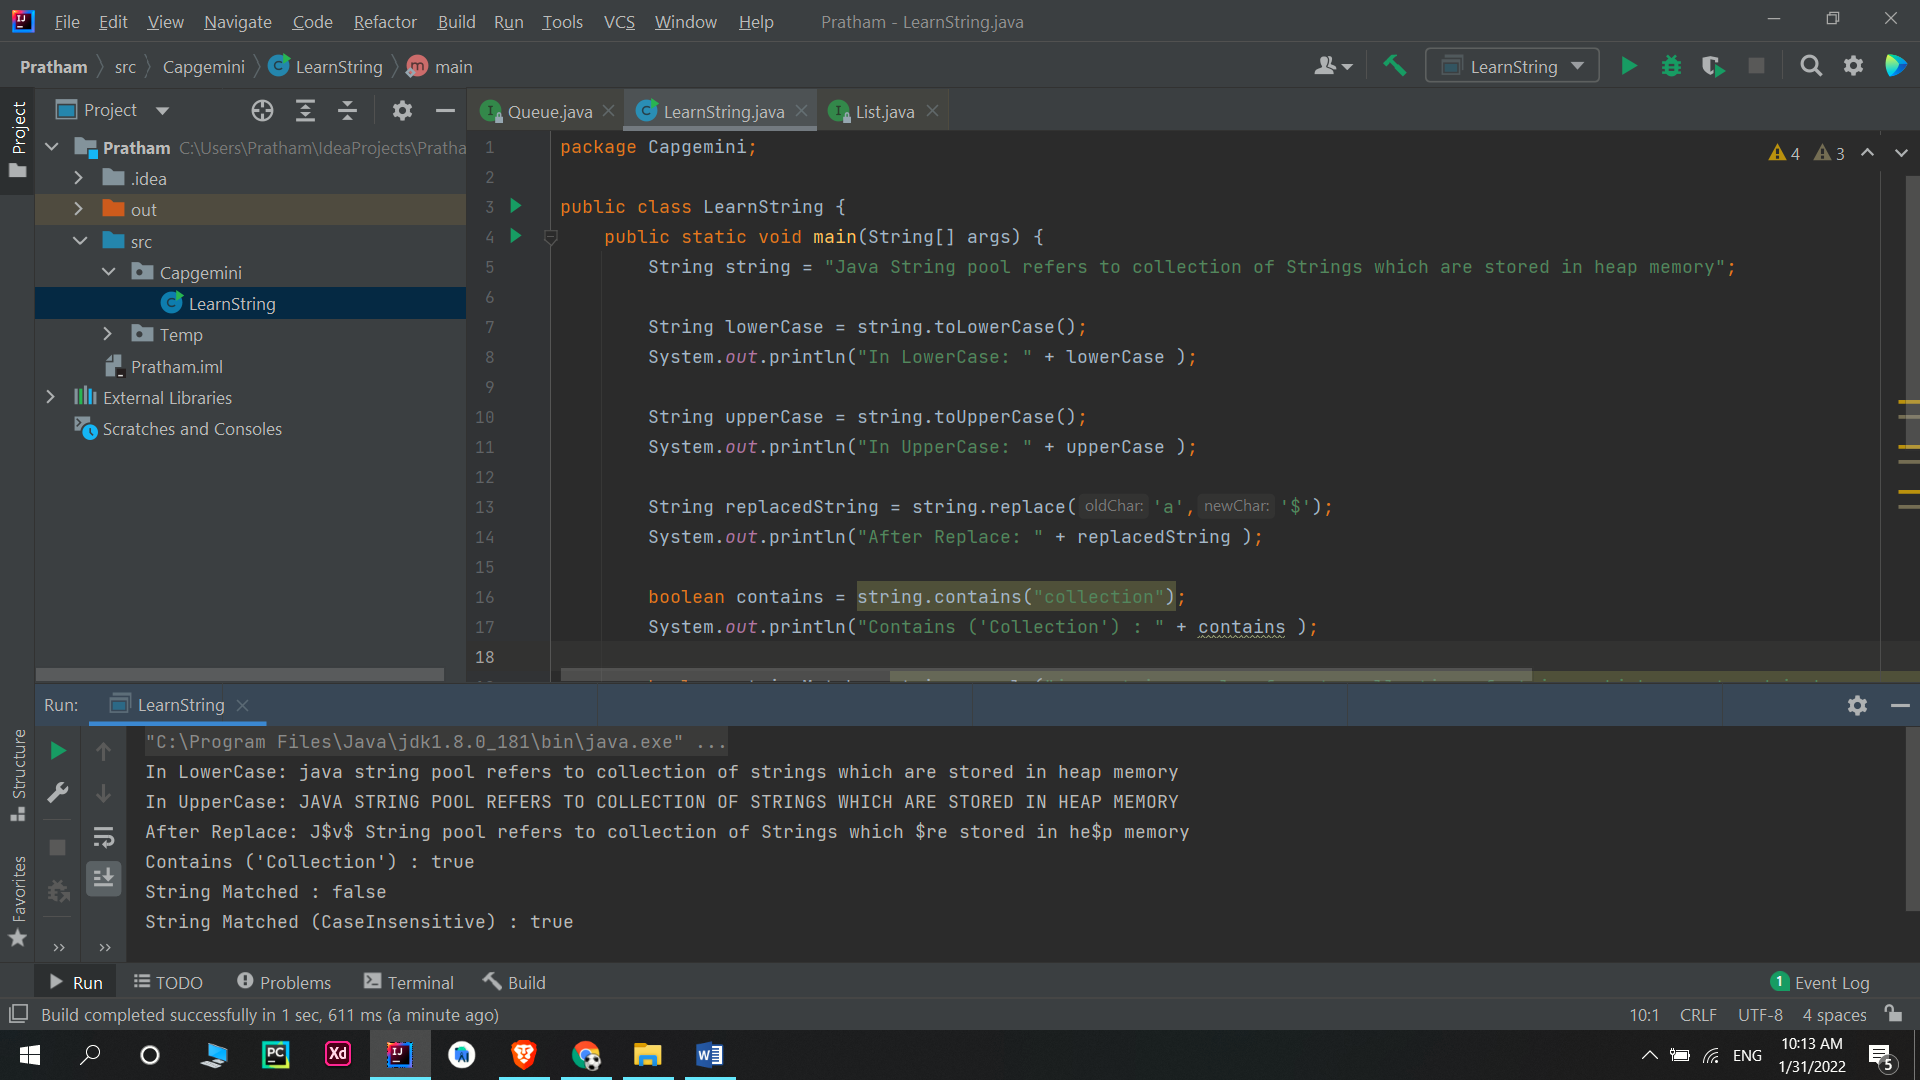 File Edit View Navigate Code Refactor Build Run Tools VCS Window Help Pratham - LearnString.java
Pratham src Capgemini LearnString main LearnString
Project
Project
Queue.java LearnString.java List.java
Pratham C:\Users\Pratham\IdeaProjects\Pratha
.idea
out
src
Capgemini
LearnString
Temp
Pratham.iml
External Libraries
Scratches and Consoles
4 3
1 package Capgemini;
2
3 public class LearnString {
4 public static void main(String[] args) {
5 String string = "Java String pool refers to collection of Strings which are stored in heap memory";
6
7 String lowerCase = string.toLowerCase();
8 System.out.println("In LowerCase: " + lowerCase );
9
10 String upperCase = string.toUpperCase();
11 System.out.println("In UpperCase: " + upperCase );
12
13 String replacedString = string.replace( oldChar: 'a', newChar: '$');
14 System.out.println("After Replace: " + replacedString );
15
16 boolean contains = string.contains("collection");
17 System.out.println("Contains ('Collection') : " + contains );
18
Run: LearnString
"C:\Program Files\Java\jdk1.8.0_181\bin\java.exe" ...
In LowerCase: java string pool refers to collection of strings which are stored in heap memory
In UpperCase: JAVA STRING POOL REFERS TO COLLECTION OF STRINGS WHICH ARE STORED IN HEAP MEMORY
After Replace: J$v$ String pool refers to collection of Strings which $re stored in he$p memory
Contains ('Collection') : true
String Matched : false
String Matched (CaseInsensitive) : true
Structure
Favorites
Run TODO Problems Terminal Build 1 Event Log
Build completed successfully in 1 sec, 611 ms (a minute ago) 10:1 CRLF UTF-8 4 spaces
PC Xd IJ ENG 10:13 AM
1/31/2022 5